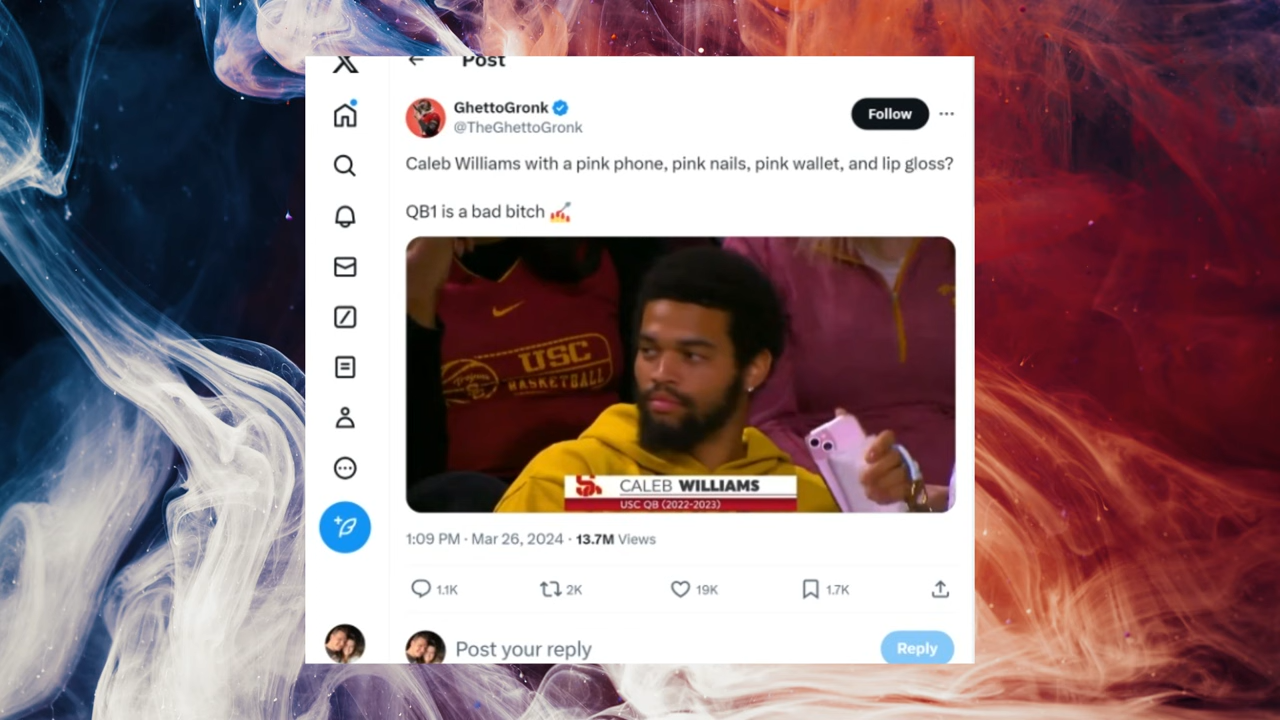 Post
GhettoGronk
@TheGhettoGronk
Follow
Caleb Williams with a pink phone, pink nails, pink wallet, and lip gloss?
QB1 is a bad bitch 💅
USC
BASKETBALL
CALEB WILLIAMS
USC QB (2022-2023)
1:09 PM · Mar 26, 2024 · 13.7M Views
1.1K 2K 19K 1.7K
Post your reply
Reply